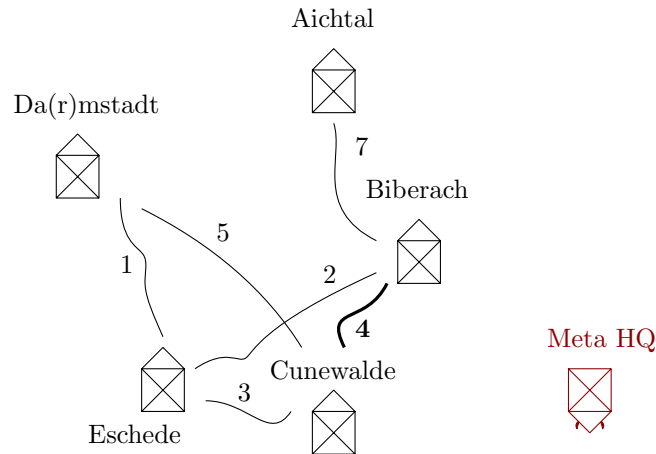 Aichtal
Da(r)mstadt
7
Biberach
5
1
2
4
Meta HQ
Cunewalde
3
Eschede